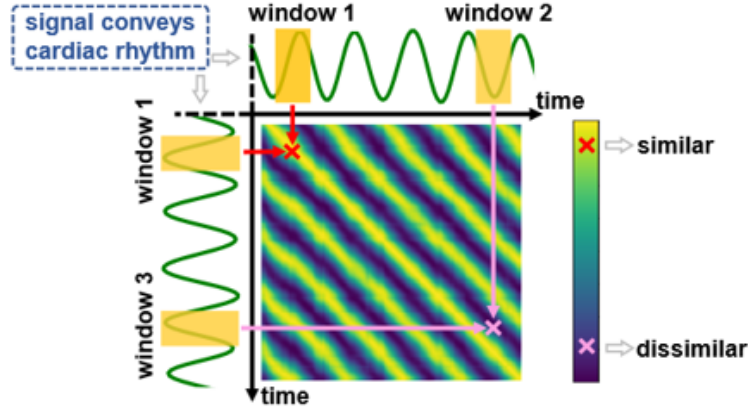 signal conveys
cardiac rhythm
window 1
window 2
time
window 1
window 3
time
similar
dissimilar